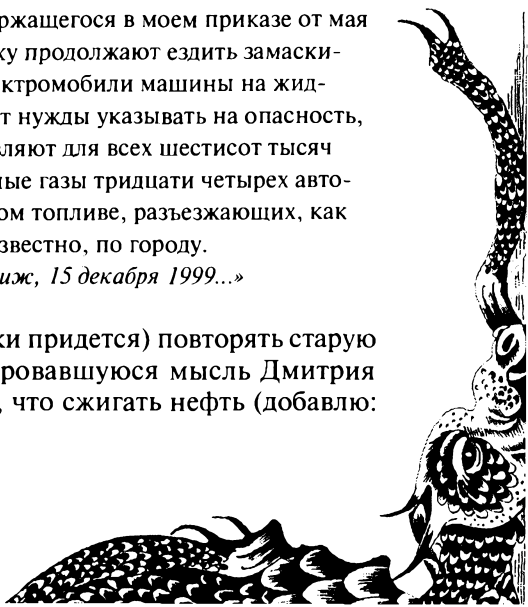 ржащегося в моем приказе от мая
ку продолжают ездить замаски-
ктромобили машины на жид-
т нужды указывать на опасность,
вляют для всех шестисот тысяч
ные газы тридцати четырех авто-
ом топливе, разъезжающих, как
звестно, по городу.
иж, 15 декабря 1999...»
ки придется) повторять старую
ровавшуюся мысль Дмитрия
, что сжигать нефть (добавлю: